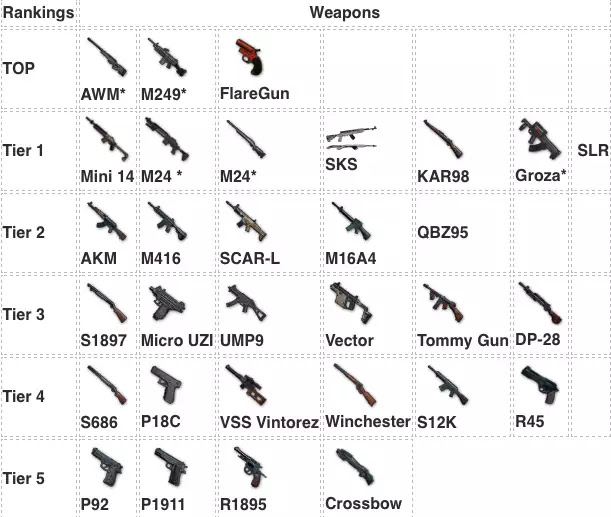 Rankings Weapons
TOP AWM* M249* FlareGun
Tier 1 Mini 14 M24 * M24* SKS KAR98 Groza* SLR
Tier 2 AKM M416 SCAR-L M16A4 QBZ95
Tier 3 S1897 Micro UZI UMP9 Vector Tommy Gun DP-28
Tier 4 S686 P18C VSS Vintorez Winchester S12K R45
Tier 5 P92 P1911 R1895 Crossbow